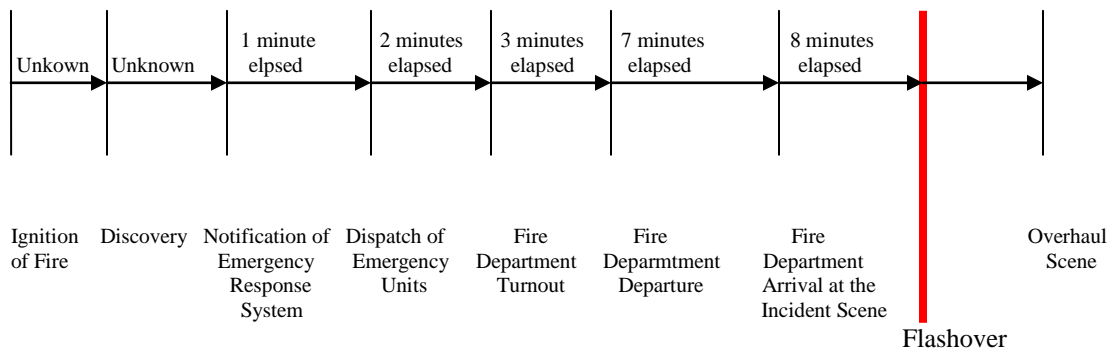 Unkown
Unknown
1 minute
elpsed
2 minutes
elapsed
3 minutes
elapsed
7 minutes
elapsed
8 minutes
elapsed
Ignition
of Fire
Discovery
Notification of
Emergency
Response
System
Dispatch of
Emergency
Units
Fire
Department
Turnout
Fire
Deparmtment
Departure
Fire
Department
Arrival at the
Incident Scene
Overhaul
Scene
Flashover